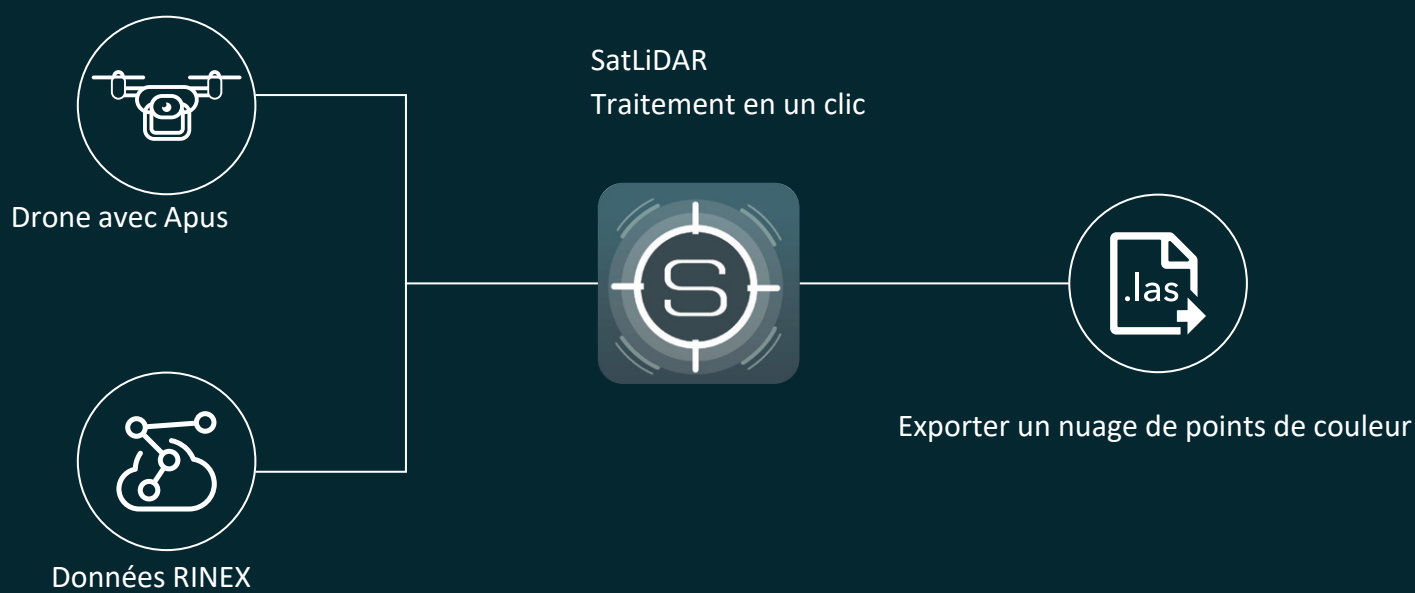 SatLiDAR
Traitement en un clic
Drone avec Apus
S
.las
Exporter un nuage de points de couleur
Données RINEX